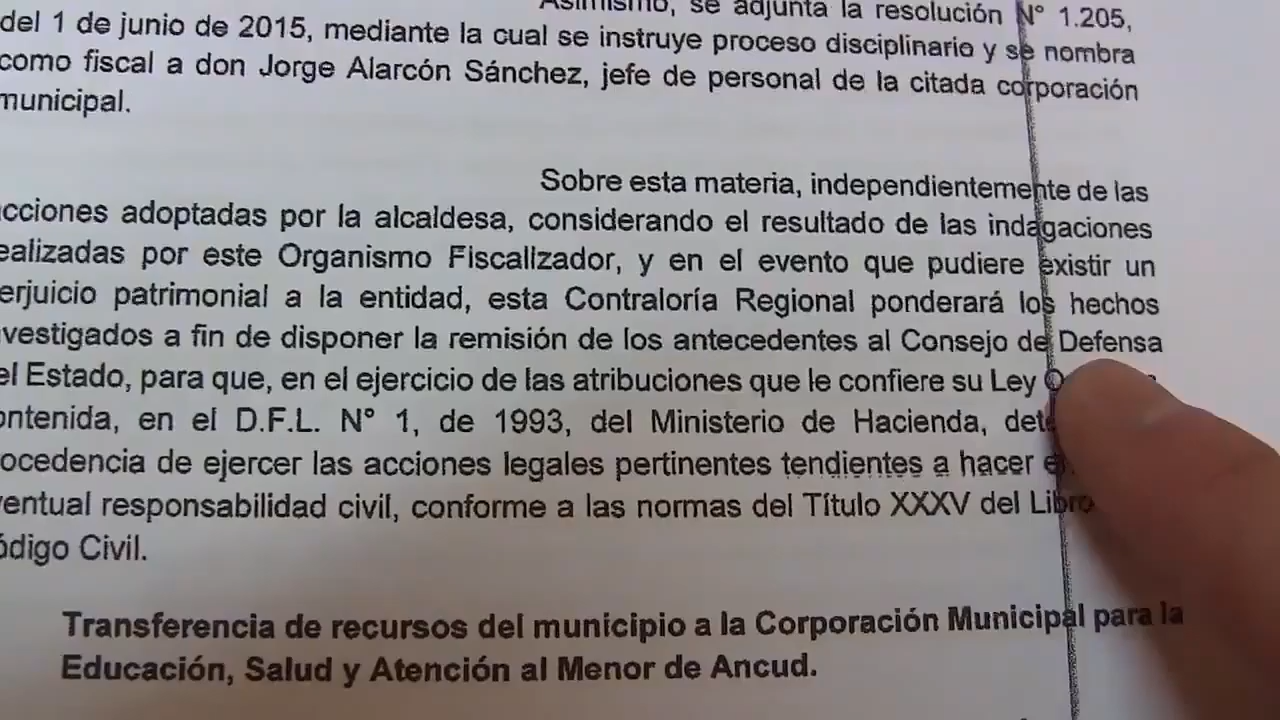 Asimismo, se adjunta la resolución N° 1.205,
del 1 de junio de 2015, mediante la cual se instruye proceso disciplinario y se nombra
como fiscal a don Jorge Alarcón Sánchez, jefe de personal de la citada corporación
municipal.
Sobre esta materia, independientemente de las
cciones adoptadas por la alcaldesa, considerando el resultado de las indagaciones
ealizadas por este Organismo Fiscalizador, y en el evento que pudiere existir un
erjuicio patrimonial a la entidad, esta Contraloría Regional ponderará los hechos
vestigados a fin de disponer la remisión de los antecedentes al Consejo de Defensa
el Estado, para que, en el ejercicio de las atribuciones que le confiere su Ley
ontenida, en el D.F.L. N° 1, de 1993, del Ministerio de Hacienda,
ocedencia de ejercer las acciones legales pertinentes tendientes a hacer
ventual responsabilidad civil, conforme a las normas del Título XXXV del Libro
ódigo Civil.
Transferencia de recursos del municipio a la Corporación Municipal para la
Educación, Salud y Atención al Menor de Ancud.